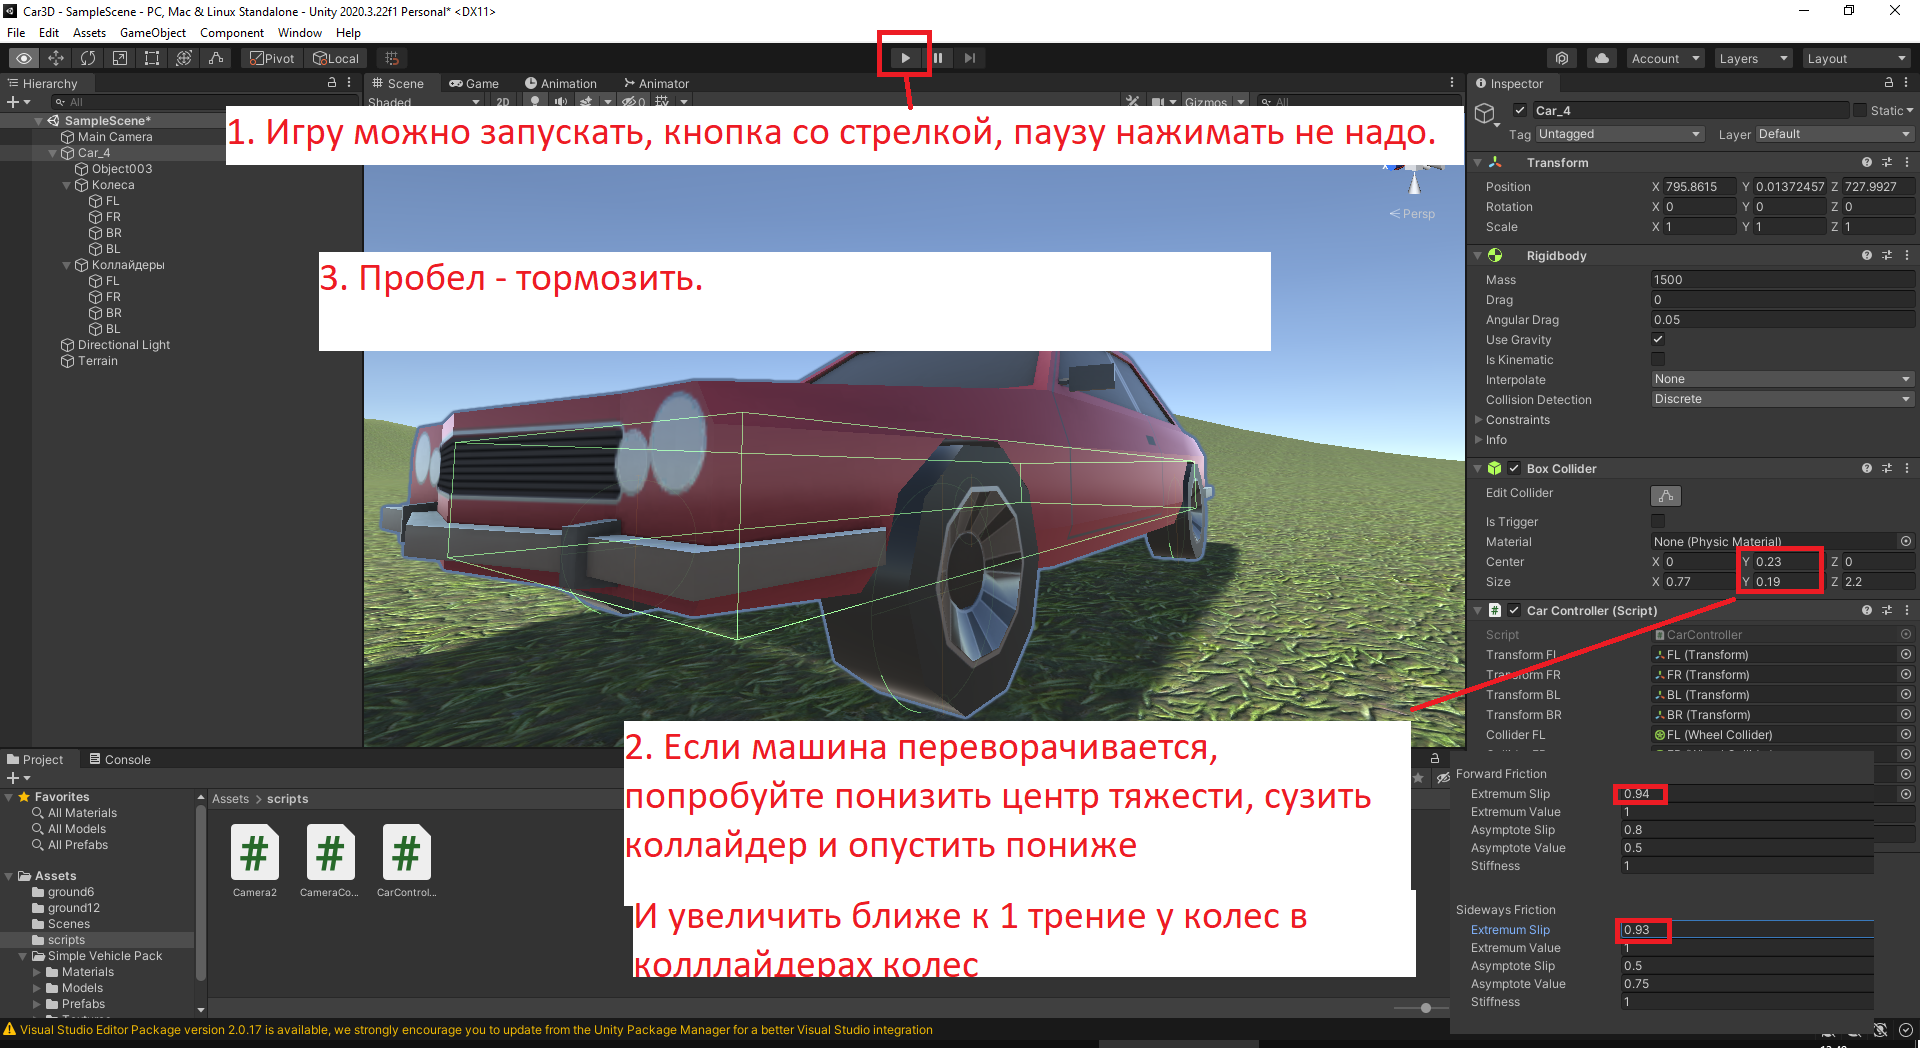 Car3D - SampleScene - PC, Mac & Linux Standalone - Unity 2020.3.22f1 Personal* <DX11>
File Edit Assets GameObject Component Window Help
Pivot Local Account Layers Layout
Hierarchy
All
SampleScene*
Main Camera
Car_4
Object003
Колеса
FL
FR
BR
BL
Коллайдеры
FL
FR
BR
BL
Directional Light
Terrain
Scene Game Animation Animator
Shaded 2D 0 Gizmos All
1. Игру можно запускать, кнопка со стрелкой, паузу нажимать не надо.
Persp
3. Пробел - тормозить.
2. Если машина переворачивается,
попробуйте понизить центр тяжести, сузить
коллайдер и опустить пониже
И увеличить ближе к 1 трение у колес в
колллайдерах колес
Inspector
Car_4 Static
Tag Untagged Layer Default
Transform
Position X 795.8615 Y 0.01372457 Z 727.9927
Rotation X 0 Y 0 Z 0
Scale X 1 Y 1 Z 1
Rigidbody
Mass 1500
Drag 0
Angular Drag 0.05
Use Gravity
Is Kinematic
Interpolate None
Collision Detection Discrete
Constraints
Info
Box Collider
Edit Collider
Is Trigger
Material None (Physic Material)
Center X 0 Y 0.23 Z 0
Size X 0.77 Y 0.19 Z 2.2
Car Controller (Script)
Script CarController
Transform FL FL (Transform)
Transform FR FR (Transform)
Transform BL BL (Transform)
Transform BR BR (Transform)
Collider FL FL (Wheel Collider)
Forward Friction
Extremum Slip 0.94
Extremum Value 1
Asymptote Slip 0.8
Asymptote Value 0.5
Stiffness 1
Sideways Friction
Extremum Slip 0.93
Extremum Value 1
Asymptote Slip 0.5
Asymptote Value 0.75
Stiffness 1
Project Console
Favorites
All Materials
All Models
All Prefabs
Assets
ground6
ground12
Scenes
scripts
Simple Vehicle Pack
Materials
Models
Prefabs
Assets > scripts
Camera2 CameraCo... CarControl...
Visual Studio Editor Package version 2.0.17 is available, we strongly encourage you to update from the Unity Package Manager for a better Visual Studio integration